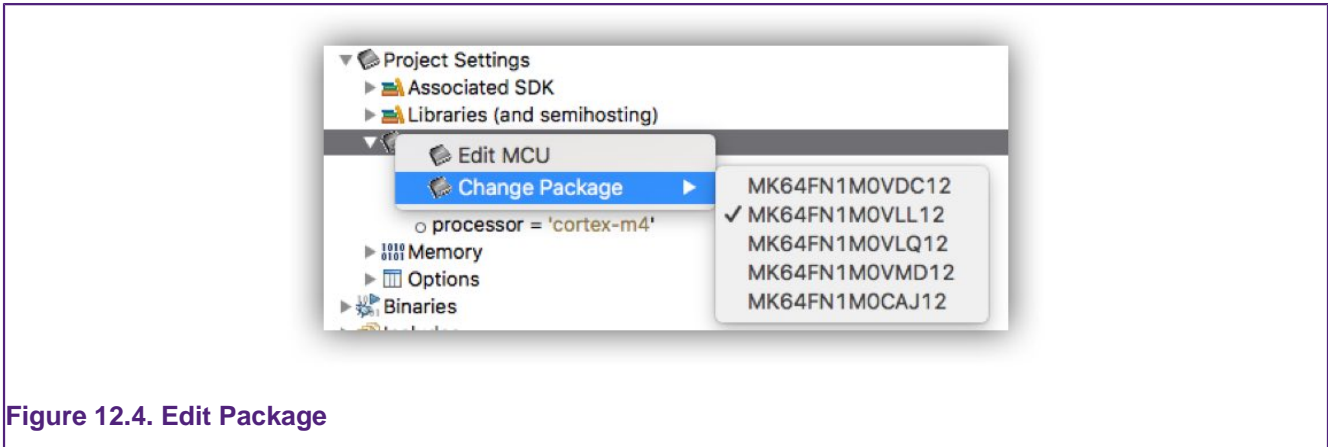 Project Settings
Associated SDK
Libraries (and semihosting)
Edit MCU
Change Package
MK64FN1M0VDC12
✓ MK64FN1M0VLL12
MK64FN1M0VLQ12
MK64FN1M0VMD12
MK64FN1M0CAJ12
processor = 'cortex-m4'
Memory
Options
Binaries
Figure 12.4. Edit Package